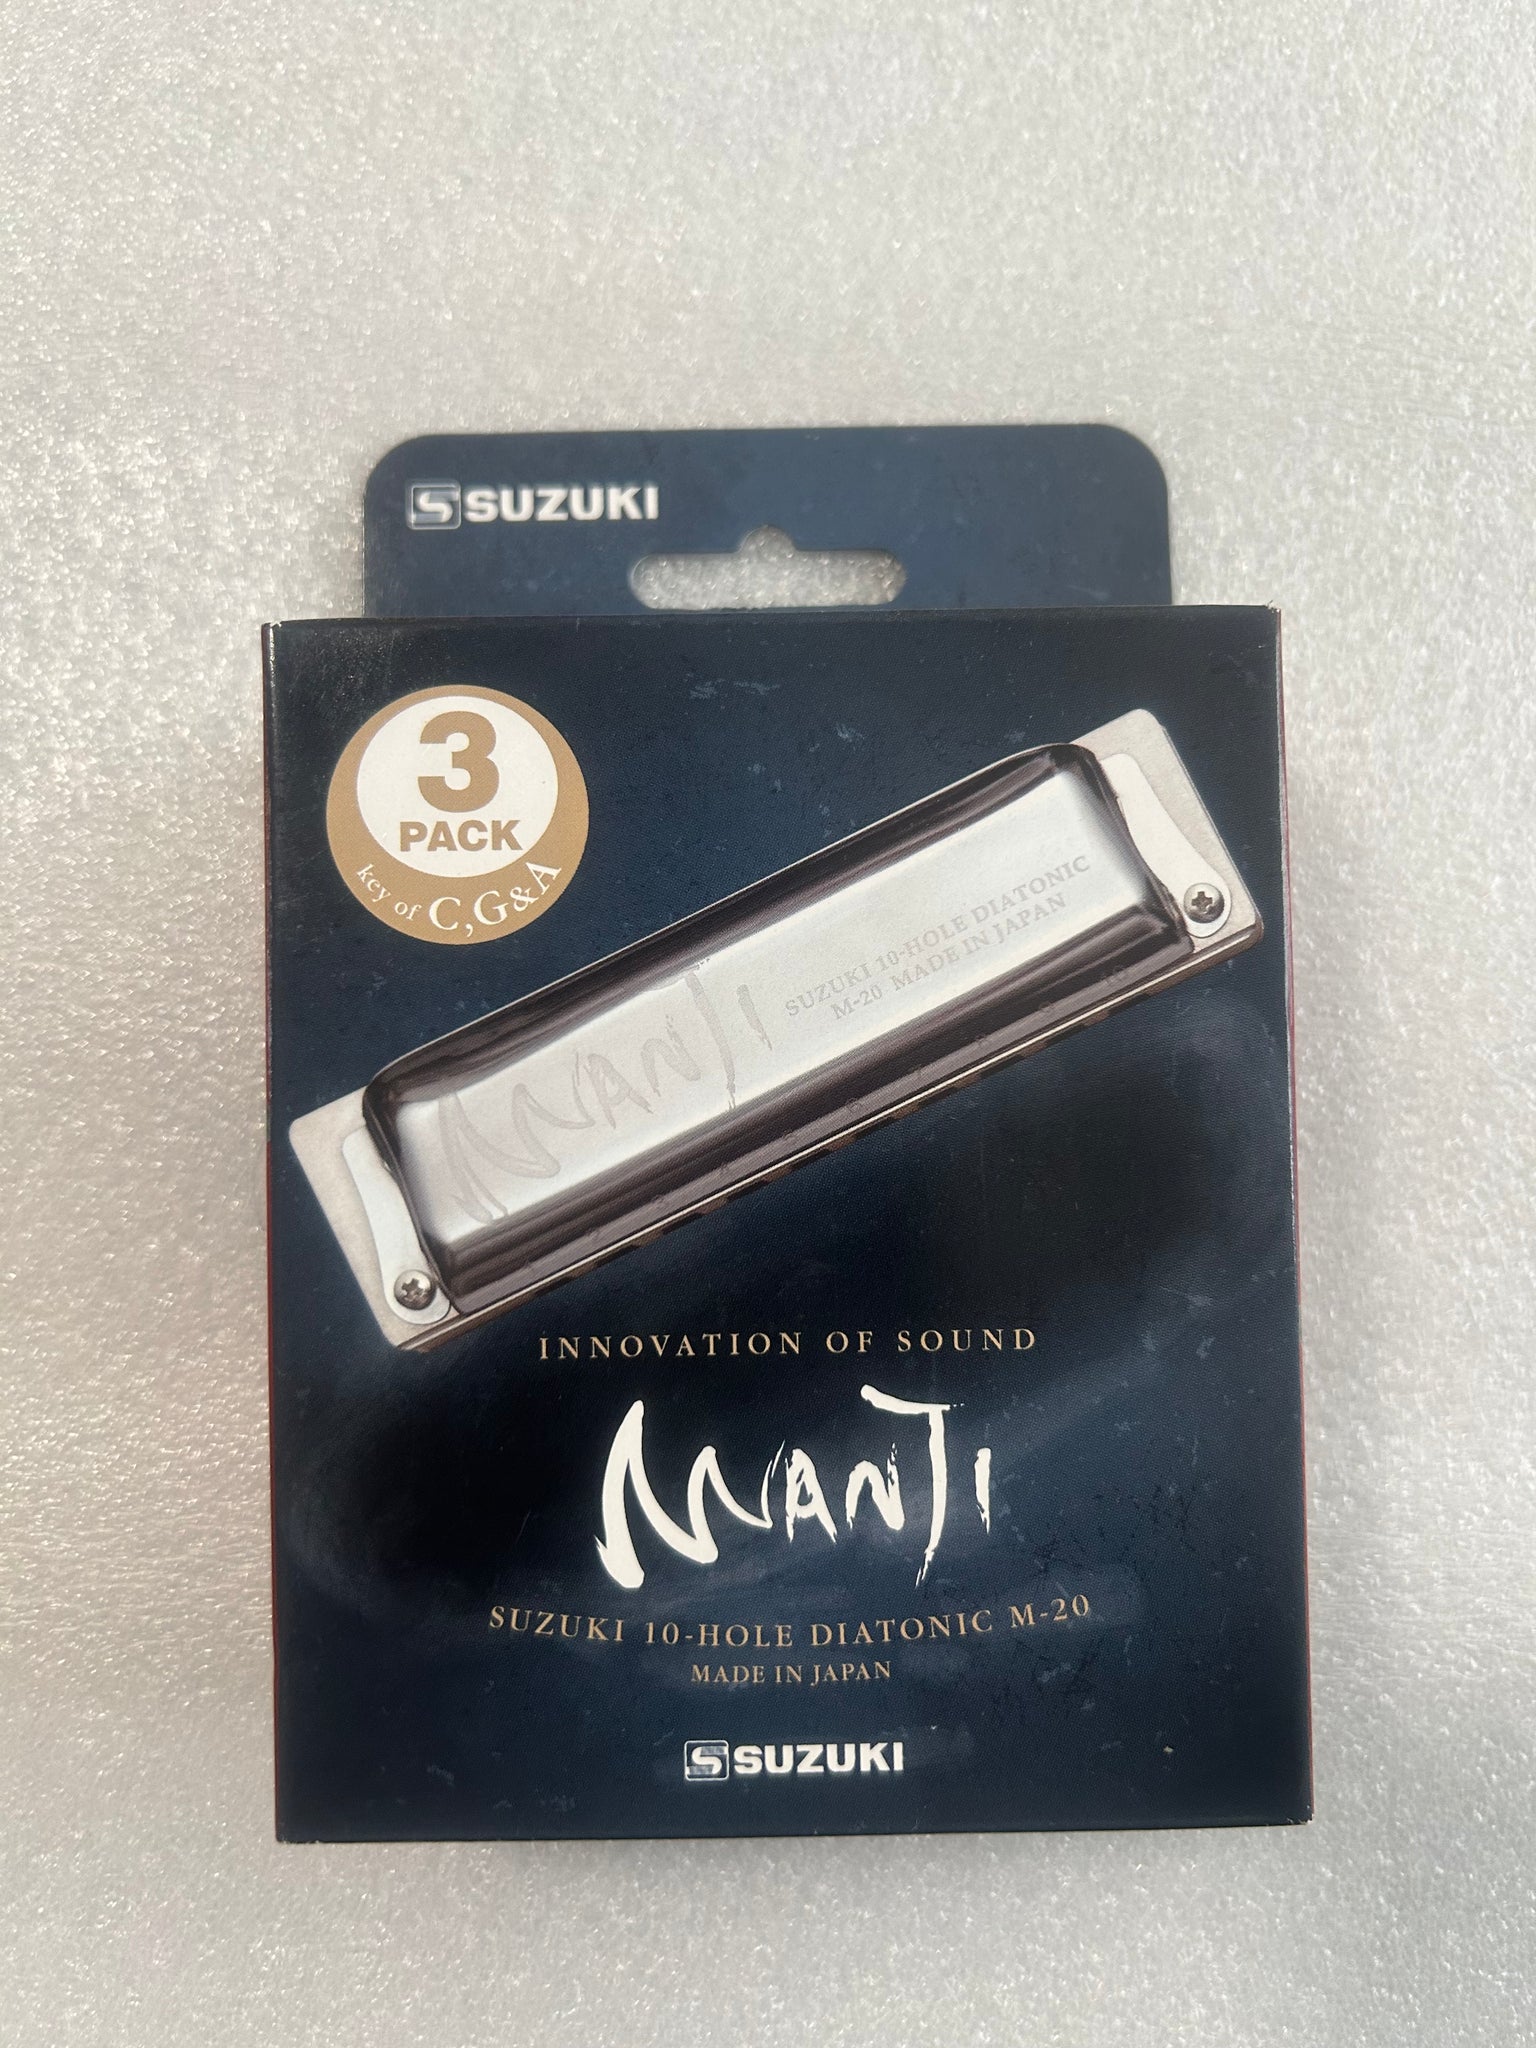 SUZUKI
3
PACK
key of C, G & A
SUZUKI 10-HOLE DIATONIC
M-20 MADE IN JAPAN
MANJI
10
INNOVATION OF SOUND
MANJI
SUZUKI 10-HOLE DIATONIC M-20
MADE IN JAPAN
SUZUKI